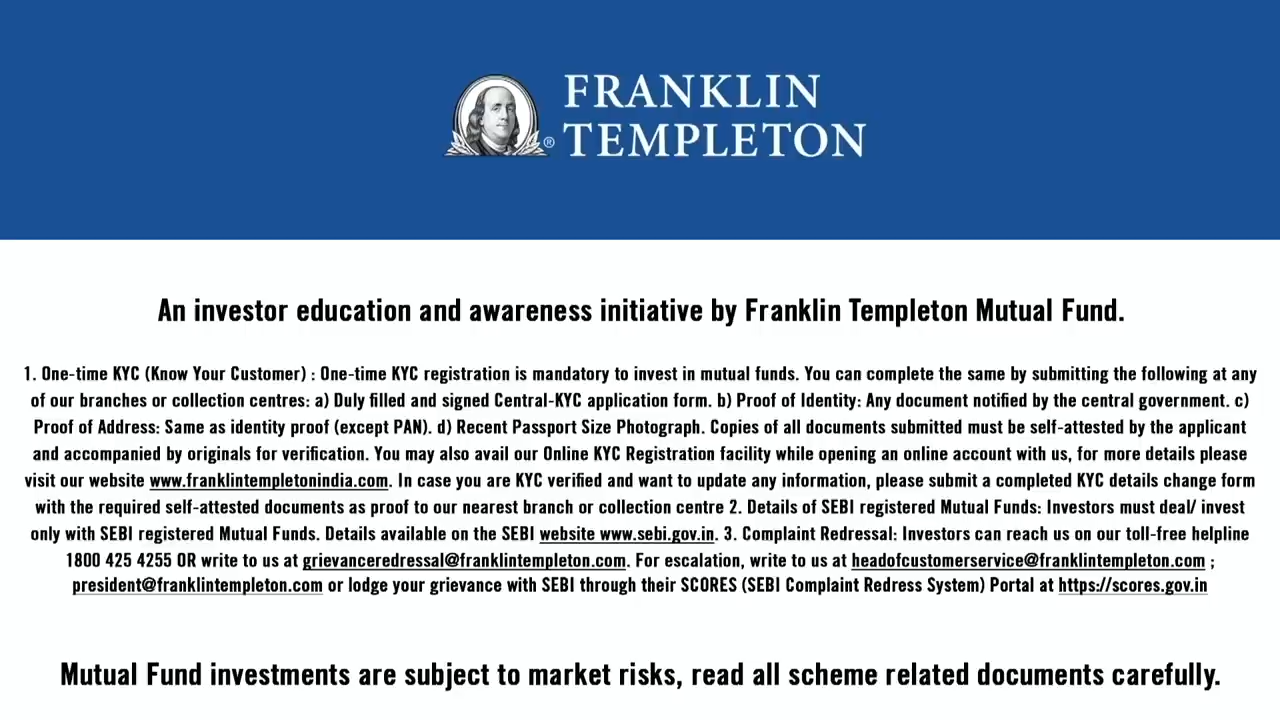 FRANKLIN
TEMPLETON
®
An investor education and awareness initiative by Franklin Templeton Mutual Fund.
1. One-time KYC (Know Your Customer) : One-time KYC registration is mandatory to invest in mutual funds. You can complete the same by submitting the following at any
of our branches or collection centres: a) Duly filled and signed Central-KYC application form. b) Proof of Identity: Any document notified by the central government. c)
Proof of Address: Same as identity proof (except PAN). d) Recent Passport Size Photograph. Copies of all documents submitted must be self-attested by the applicant
and accompanied by originals for verification. You may also avail our Online KYC Registration facility while opening an online account with us, for more details please
visit our website www.franklintempletonindia.com. In case you are KYC verified and want to update any information, please submit a completed KYC details change form
with the required self-attested documents as proof to our nearest branch or collection centre 2. Details of SEBI registered Mutual Funds: Investors must deal/ invest
only with SEBI registered Mutual Funds. Details available on the SEBI website www.sebi.gov.in. 3. Complaint Redressal: Investors can reach us on our toll-free helpline
1800 425 4255 OR write to us at grievanceredressal@franklintempleton.com. For escalation, write to us at headofcustomerservice@franklintempleton.com ;
president@franklintempleton.com or lodge your grievance with SEBI through their SCORES (SEBI Complaint Redress System) Portal at https://scores.gov.in
Mutual Fund investments are subject to market risks, read all scheme related documents carefully.